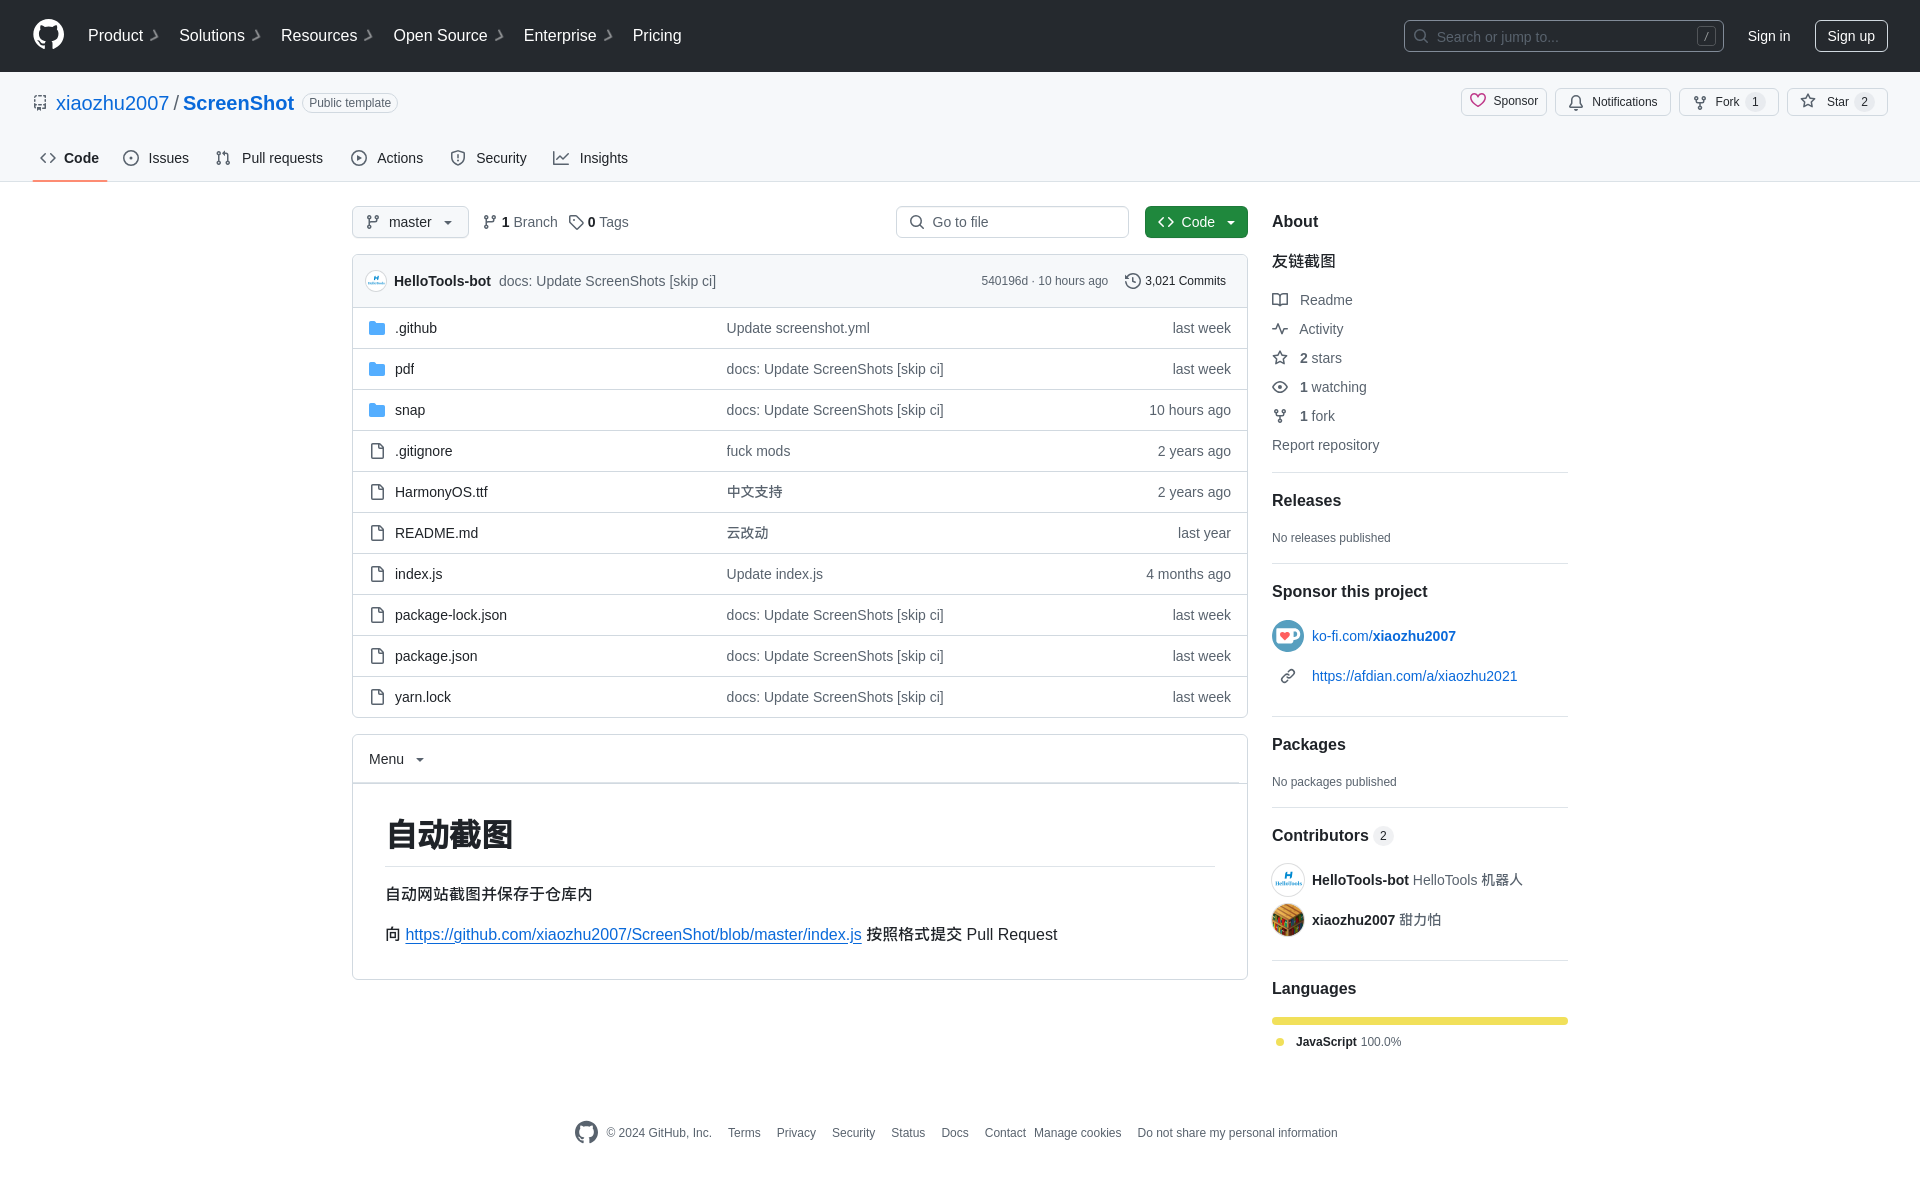 Product Solutions Resources Open Source Enterprise Pricing Search or jump to... / Sign in Sign up
xiaozhu2007 / ScreenShot Public template Sponsor Notifications Fork 1 Star 2
Code Issues Pull requests Actions Security Insights
master 1 Branch 0 Tags Go to file Code
HelloTools-bot docs: Update ScreenShots [skip ci] 540196d · 10 hours ago 3,021 Commits
.github Update screenshot.yml last week
pdf docs: Update ScreenShots [skip ci] last week
snap docs: Update ScreenShots [skip ci] 10 hours ago
.gitignore fuck mods 2 years ago
HarmonyOS.ttf 中文支持 2 years ago
README.md 云改动 last year
index.js Update index.js 4 months ago
package-lock.json docs: Update ScreenShots [skip ci] last week
package.json docs: Update ScreenShots [skip ci] last week
yarn.lock docs: Update ScreenShots [skip ci] last week
Menu
自动截图
自动网站截图并保存于仓库内
向 https://github.com/xiaozhu2007/ScreenShot/blob/master/index.js 按照格式提交 Pull Request
About
友链截图
Readme
Activity
2 stars
1 watching
1 fork
Report repository
Releases
No releases published
Sponsor this project
ko-fi.com/xiaozhu2007
https://afdian.com/a/xiaozhu2021
Packages
No packages published
Contributors 2
HelloTools
HelloTools-bot HelloTools 机器人
xiaozhu2007 甜力怕
Languages
JavaScript 100.0%
© 2024 GitHub, Inc. Terms Privacy Security Status Docs Contact Manage cookies Do not share my personal information